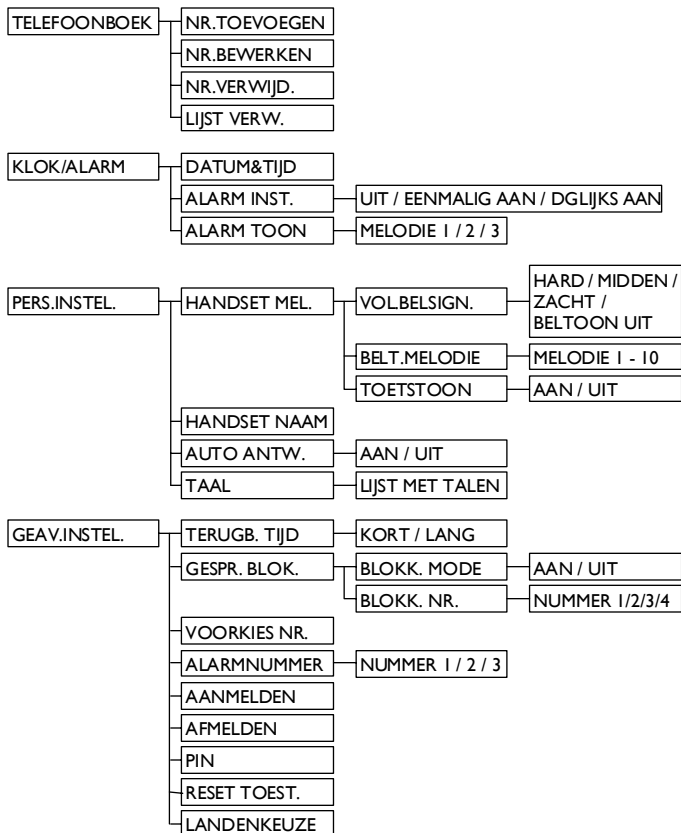 TELEFOONBOEK
NR.TOEVOEGEN
NR.BEWERKEN
NR.VERWIJD.
LIJST VERW.
KLOK/ALARM
DATUM&TIJD
ALARM INST.
UIT / EENMALIG AAN / DGLIJKS AAN
ALARM TOON
MELODIE 1 / 2 / 3
PERS.INSTEL.
HANDSET MEL.
VOL.BELSIGN.
HARD / MIDDEN /
ZACHT /
BELTOON UIT
BELT.MELODIE
MELODIE 1 - 10
TOETSTOON
AAN / UIT
HANDSET NAAM
AUTO ANTW.
AAN / UIT
TAAL
LIJST MET TALEN
GEAV.INSTEL.
TERUGB. TIJD
KORT / LANG
GESPR. BLOK.
BLOKK. MODE
AAN / UIT
BLOKK. NR.
NUMMER 1/2/3/4
VOORKIES NR.
ALARMNUMMER
NUMMER 1 / 2 / 3
AANMELDEN
AFMELDEN
PIN
RESET TOEST.
LANDENKEUZE